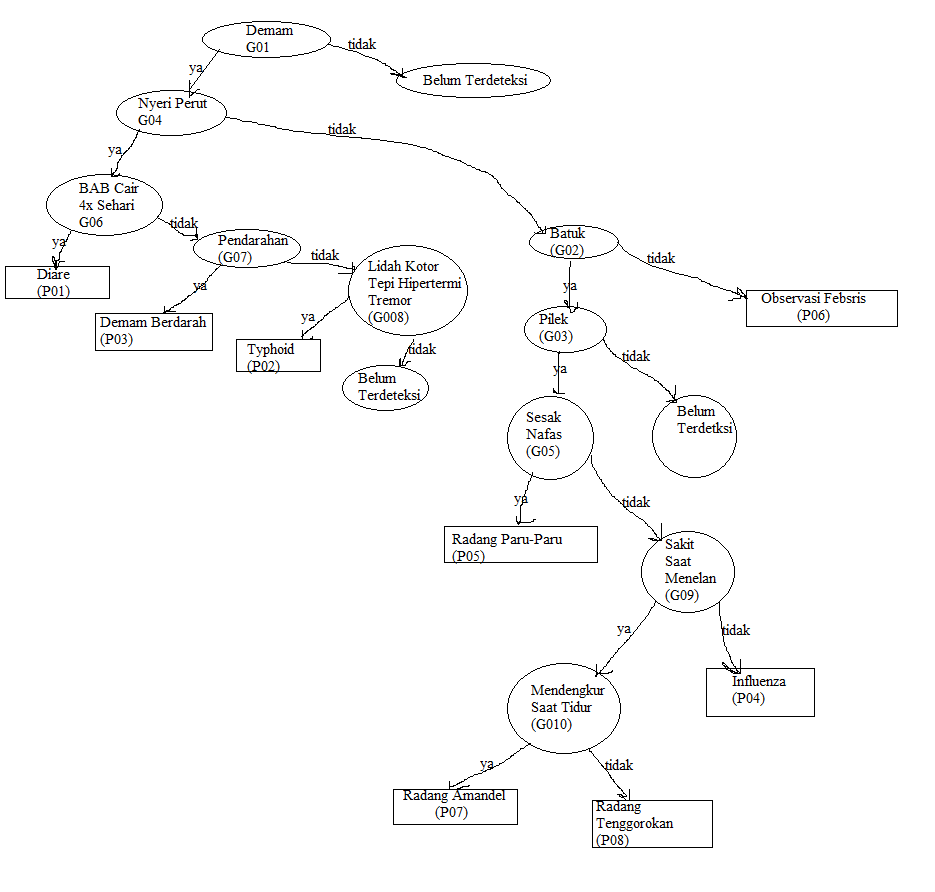 Demam
G01
tidak
ya
Belum Terdeteksi
Nyeri Perut
G04
tidak
ya
BAB Cair
4x Sehari
G06
tidak
ya
Pendarahan
(G07)
tidak
ya
Batuk
(G02)
tidak
ya
Diare
(P01)
Lidah Kotor
Tepi Hipertermi
Tremor
(G008)
ya
tidak
Observasi Febsris
(P06)
Demam Berdarah
(P03)
Typhoid
(P02)
Belum
Terdeteksi
Pilek
(G03)
tidak
ya
Sesak
Nafas
(G05)
Belum
Terdetksi
ya
tidak
Radang Paru-Paru
(P05)
Sakit
Saat
Menelan
(G09)
ya
tidak
Mendengkur
Saat Tidur
(G010)
Influenza
(P04)
ya
tidak
Radang Amandel
(P07)
Radang
Tenggorokan
(P08)